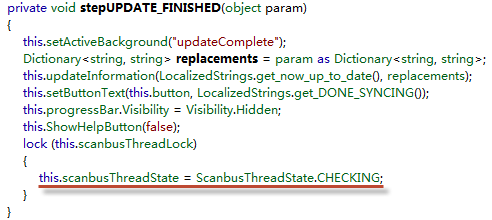 private void stepUPDATE_FINISHED(object param)
{
this.setActiveBackground("updateComplete");
Dictionary<string, string> replacements = param as Dictionary<string, string>;
this.updateInformation(LocalizedStrings.get_now_up_to_date(), replacements);
this.setButtonText(this.button, LocalizedStrings.get_DONE_SYNCING());
this.progressBar.Visibility = Visibility.Hidden;
this.ShowHelpButton(false);
lock (this.scanbusThreadLock)
{
this.scanbusThreadState = ScanbusThreadState.CHECKING;
}
}